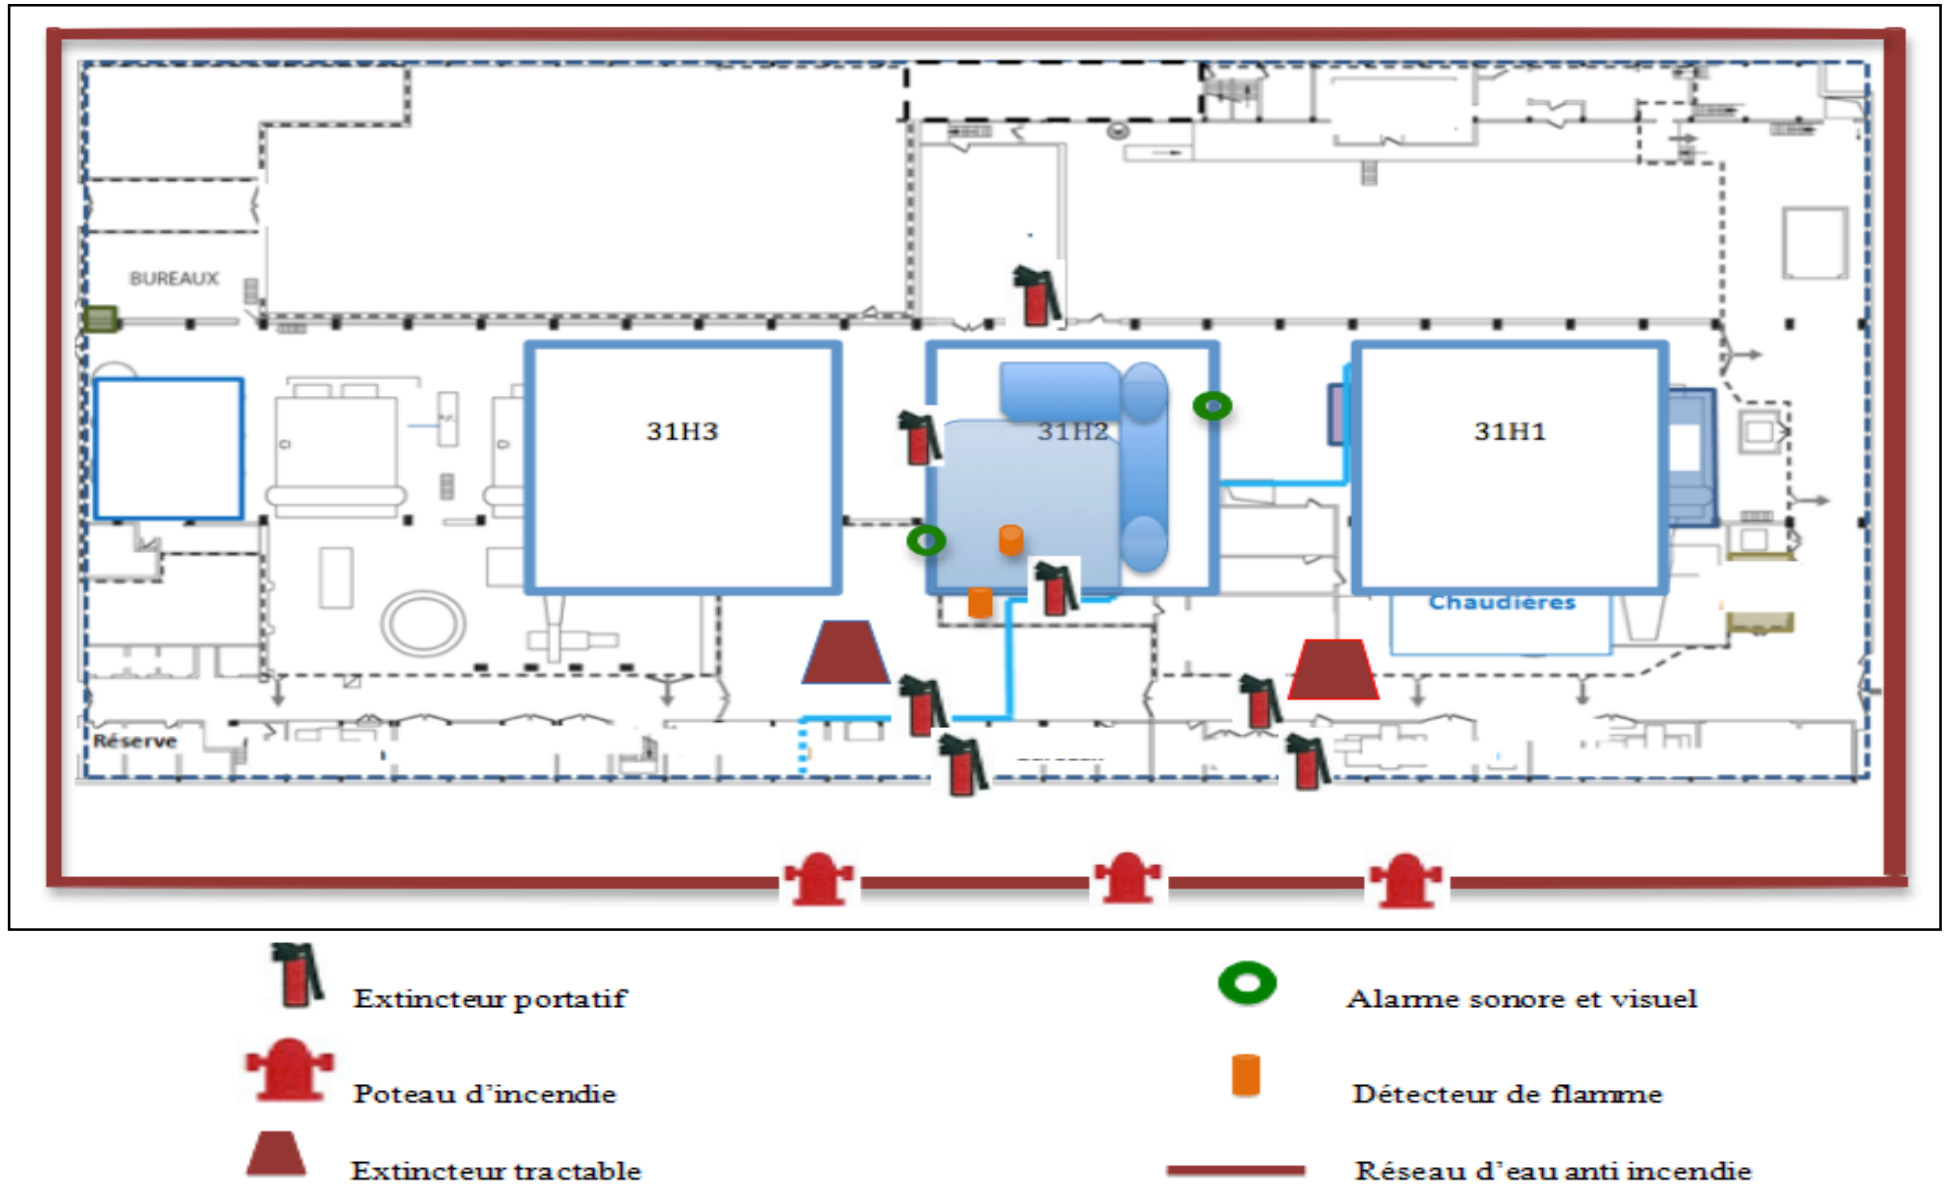 BUREAUX
31H3
31H2
31H1
Chaudières
Réserve
Extincteur portatif
Alarme sonore et visuel
Poteau d'incendie
Détecteur de flamme
Extincteur tractable
Réseau d'eau anti incendie